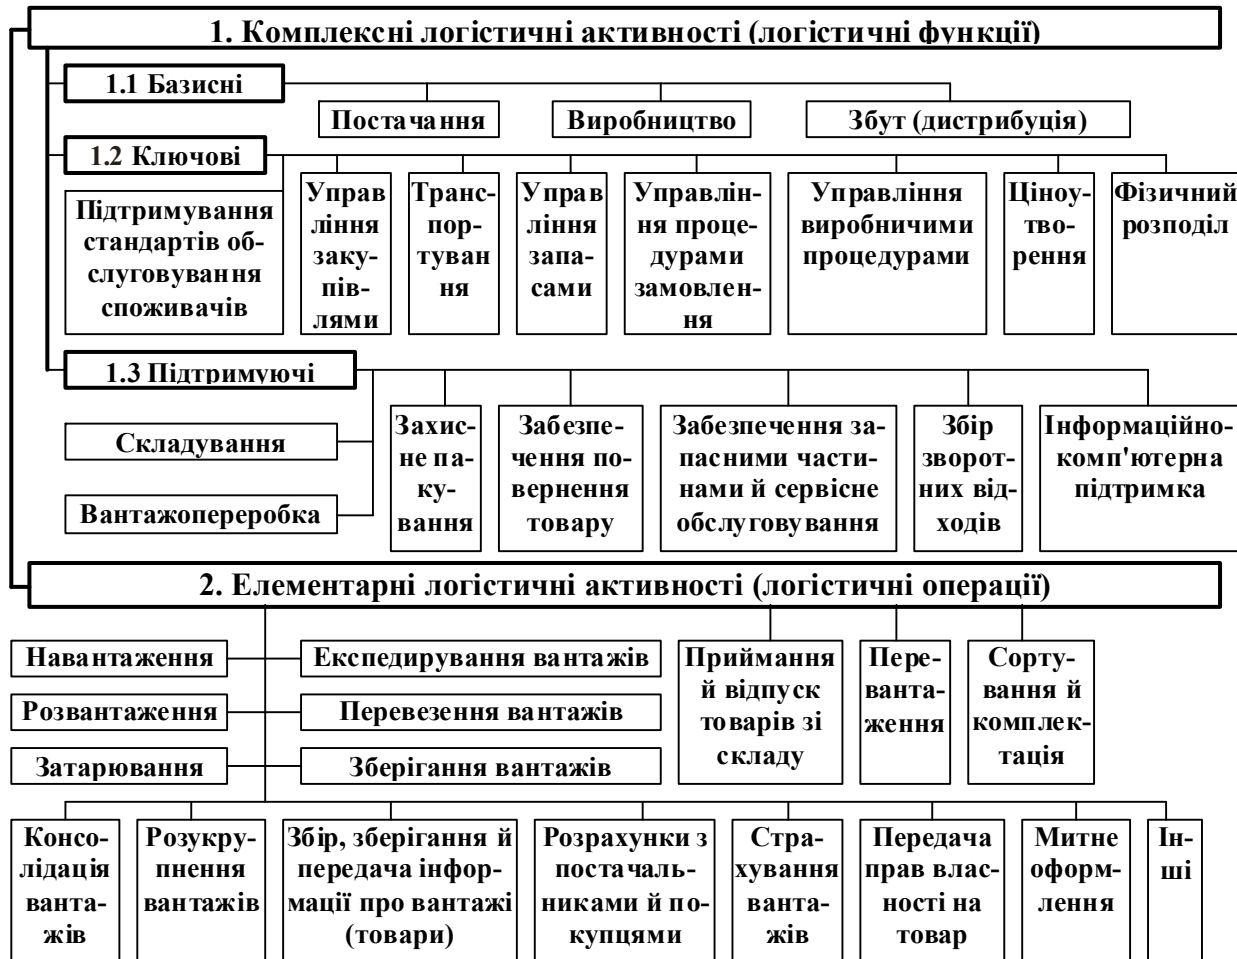 1. Комплексні логістичні активності (логістичні функції)
1.1 Базисні
Постачання
Виробництво
Збут (дистрибуція)
1.2 Ключові
Підтримування
стандартів об-
слуговування
споживачів
Управ
ління
заку-
пів-
лями
Транс-
пор-
туван
ня
Управ
ління
запа-
сами
Управлін-
ня проце-
дурами
замовлен-
ня
Управління
виробничими
процедурами
Ціноу-
тво-
рення
Фізичний
розподіл
1.3 Підтримуючі
Складування
Вантажопереробка
Захис-
не па-
ку-
вання
Забезпе-
чення по-
вернення
товару
Забезпечення за-
пасними части-
нами й сервісне
обслуговування
Збір
зворот-
них від-
ходів
Інформаційно-
комп'ютерна
підтримка
2. Елементарні логістичні активності (логістичні операції)
Навантаження
Експедирування вантажів
Розвантаження
Перевезення вантажів
Затарювання
Зберігання вантажів
Приймання
й відпуск
товарів зі
складу
Пере-
ванта-
ження
Сорту-
вання й
комплек-
тація
Консо-
лідація
ванта-
жів
Розукру-
пнення
вантажів
Збір, зберігання й
передача інфор-
мації про вантажі
(товари)
Розрахунки з
постачаль-
никами й по-
купцями
Стра-
хування
ванта-
жів
Передача
прав влас-
ності на
товар
Митне
оформ-
лення
Ін-
ші